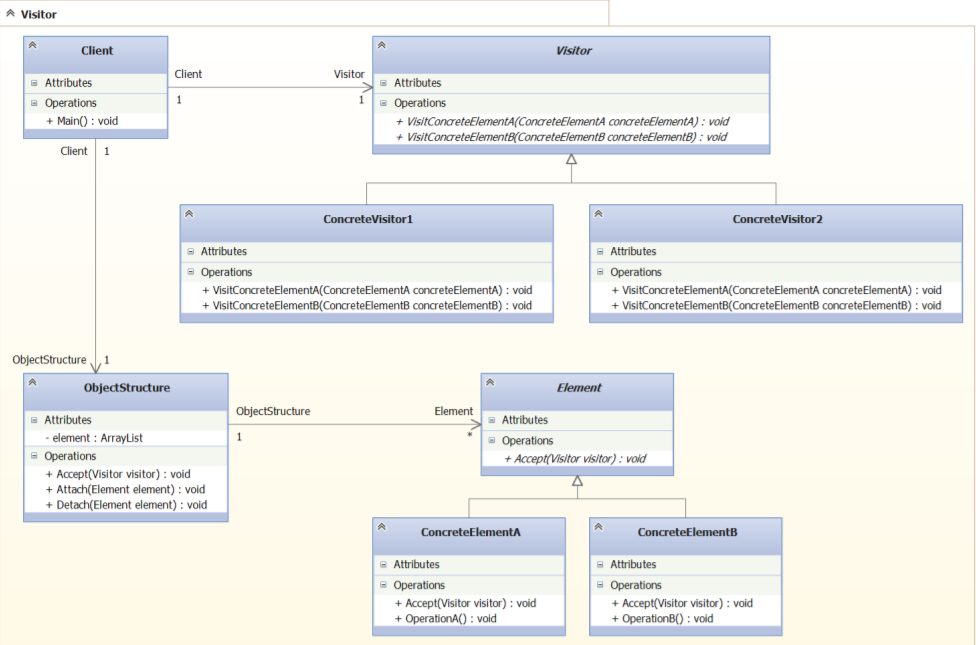 Visitor
Client
Attributes
Operations
+ Main() : void
Client
Visitor
1
1
Visitor
Attributes
Operations
+ VisitConcreteElementA(ConcreteElementA concreteElementA) : void
+ VisitConcreteElementB(ConcreteElementB concreteElementB) : void
Client
1
ConcreteVisitor1
Attributes
Operations
+ VisitConcreteElementA(ConcreteElementA concreteElementA) : void
+ VisitConcreteElementB(ConcreteElementB concreteElementB) : void
ConcreteVisitor2
Attributes
Operations
+ VisitConcreteElementA(ConcreteElementA concreteElementA) : void
+ VisitConcreteElementB(ConcreteElementB concreteElementB) : void
ObjectStructure
1
ObjectStructure
Attributes
- element : ArrayList
Operations
+ Accept(Visitor visitor) : void
+ Attach(Element element) : void
+ Detach(Element element) : void
ObjectStructure
Element
1
*
Element
Attributes
Operations
+ Accept(Visitor visitor) : void
ConcreteElementA
Attributes
Operations
+ Accept(Visitor visitor) : void
+ OperationA() : void
ConcreteElementB
Attributes
Operations
+ Accept(Visitor visitor) : void
+ OperationB() : void